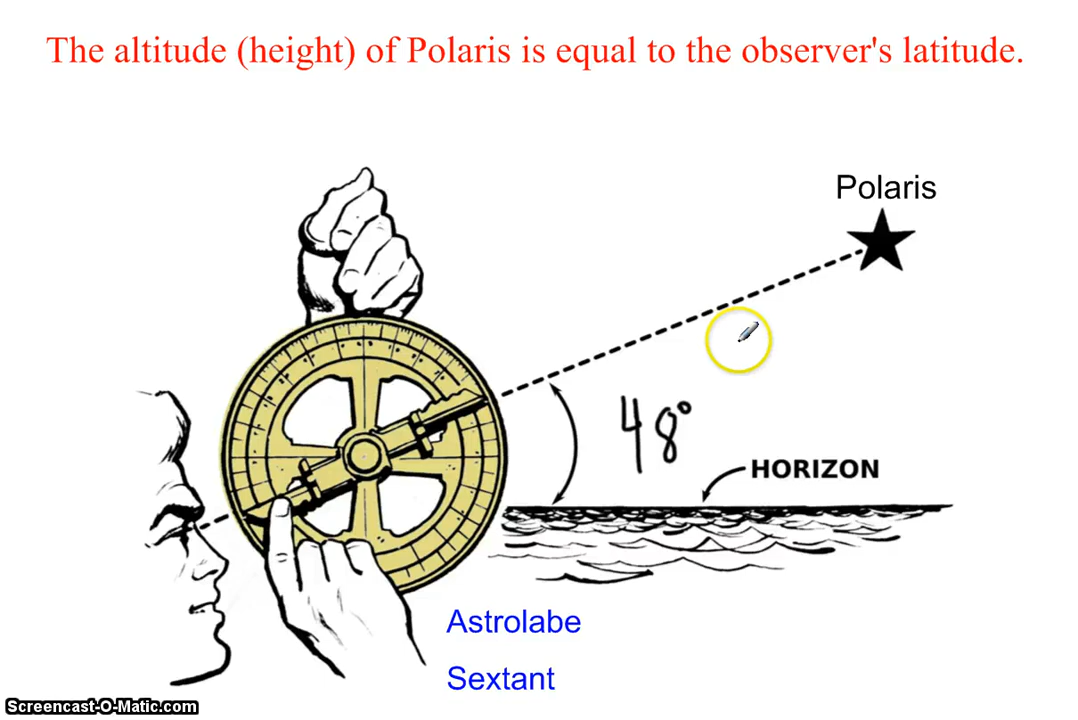 The altitude (height) of Polaris is equal to the observer's latitude.
Polaris
48°
HORIZON
Astrolabe
Sextant
Screencast-O-Matic.com